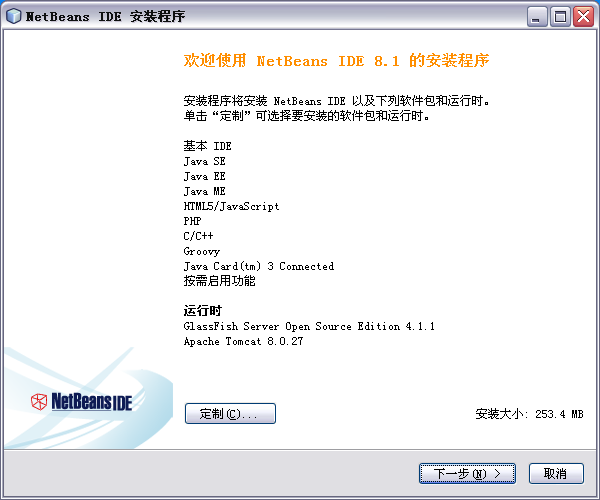 NetBeans IDE 安装程序
欢迎使用 NetBeans IDE 8.1 的安装程序
安装程序将安装 NetBeans IDE 以及下列软件包和运行时。
单击“定制”可选择要安装的软件包和运行时。
基本 IDE
Java SE
Java EE
Java ME
HTML5/JavaScript
PHP
C/C++
Groovy
Java Card(tm) 3 Connected
按需启用功能
运行时
GlassFish Server Open Source Edition 4.1.1
Apache Tomcat 8.0.27
NetBeans IDE
定制(C)...
安装大小: 253.4 MB
下一步(N) >
取消